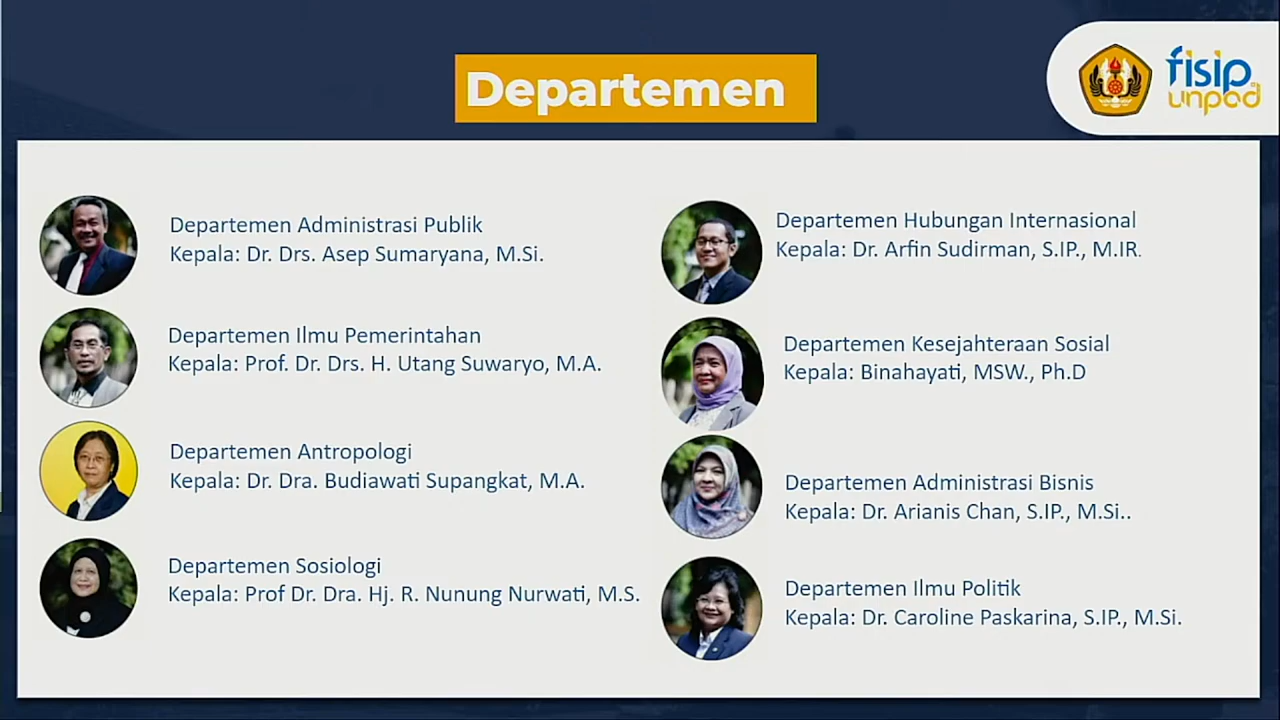 Departemen
fisip
unpad
Departemen Administrasi Publik
Kepala: Dr. Drs. Asep Sumaryana, M.Si.
Departemen Ilmu Pemerintahan
Kepala: Prof. Dr. Drs. H. Utang Suwaryo, M.A.
Departemen Antropologi
Kepala: Dr. Dra. Budiawati Supangkat, M.A.
Departemen Sosiologi
Kepala: Prof Dr. Dra. Hj. R. Nunung Nurwati, M.S.
Departemen Hubungan Internasional
Kepala: Dr. Arfin Sudirman, S.IP., M.IR.
Departemen Kesejahteraan Sosial
Kepala: Binahayati, MSW., Ph.D
Departemen Administrasi Bisnis
Kepala: Dr. Arianis Chan, S.IP., M.Si..
Departemen Ilmu Politik
Kepala: Dr. Caroline Paskarina, S.IP., M.Si.